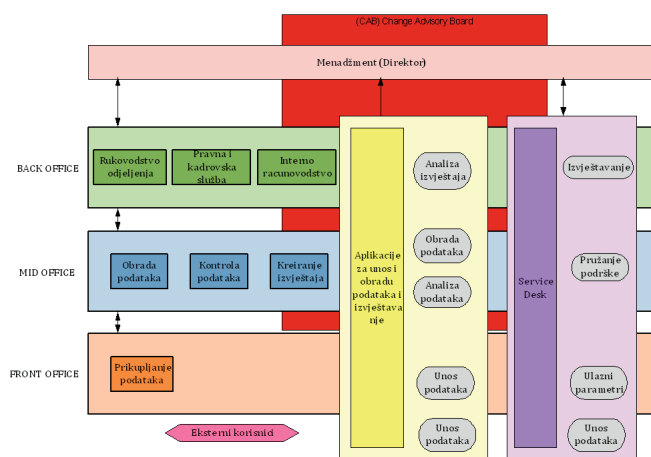 (CAB) Change Advisory Board
Menadžment (Direktor)
BACK OFFICE
Rukovodstvo
odjeljenja
Pravna i
kadrovska
služba
Interno
racunovodstvo
Analiza
izvještaja
Izvještavanje
MID OFFICE
Obrada
podataka
Kontrola
podataka
Kreiranje
izvještaja
Aplikacije
za unos i
obradu
podataka i
izvještava
nje
Obrada
podataka
Analiza
podataka
Service
Desk
Pružanje
podrške
FRONT OFFICE
Prikupljanje
podataka
Unos
podataka
Ulazni
parametri
Eksterni korisnici
Unos
podataka
Unos
podataka